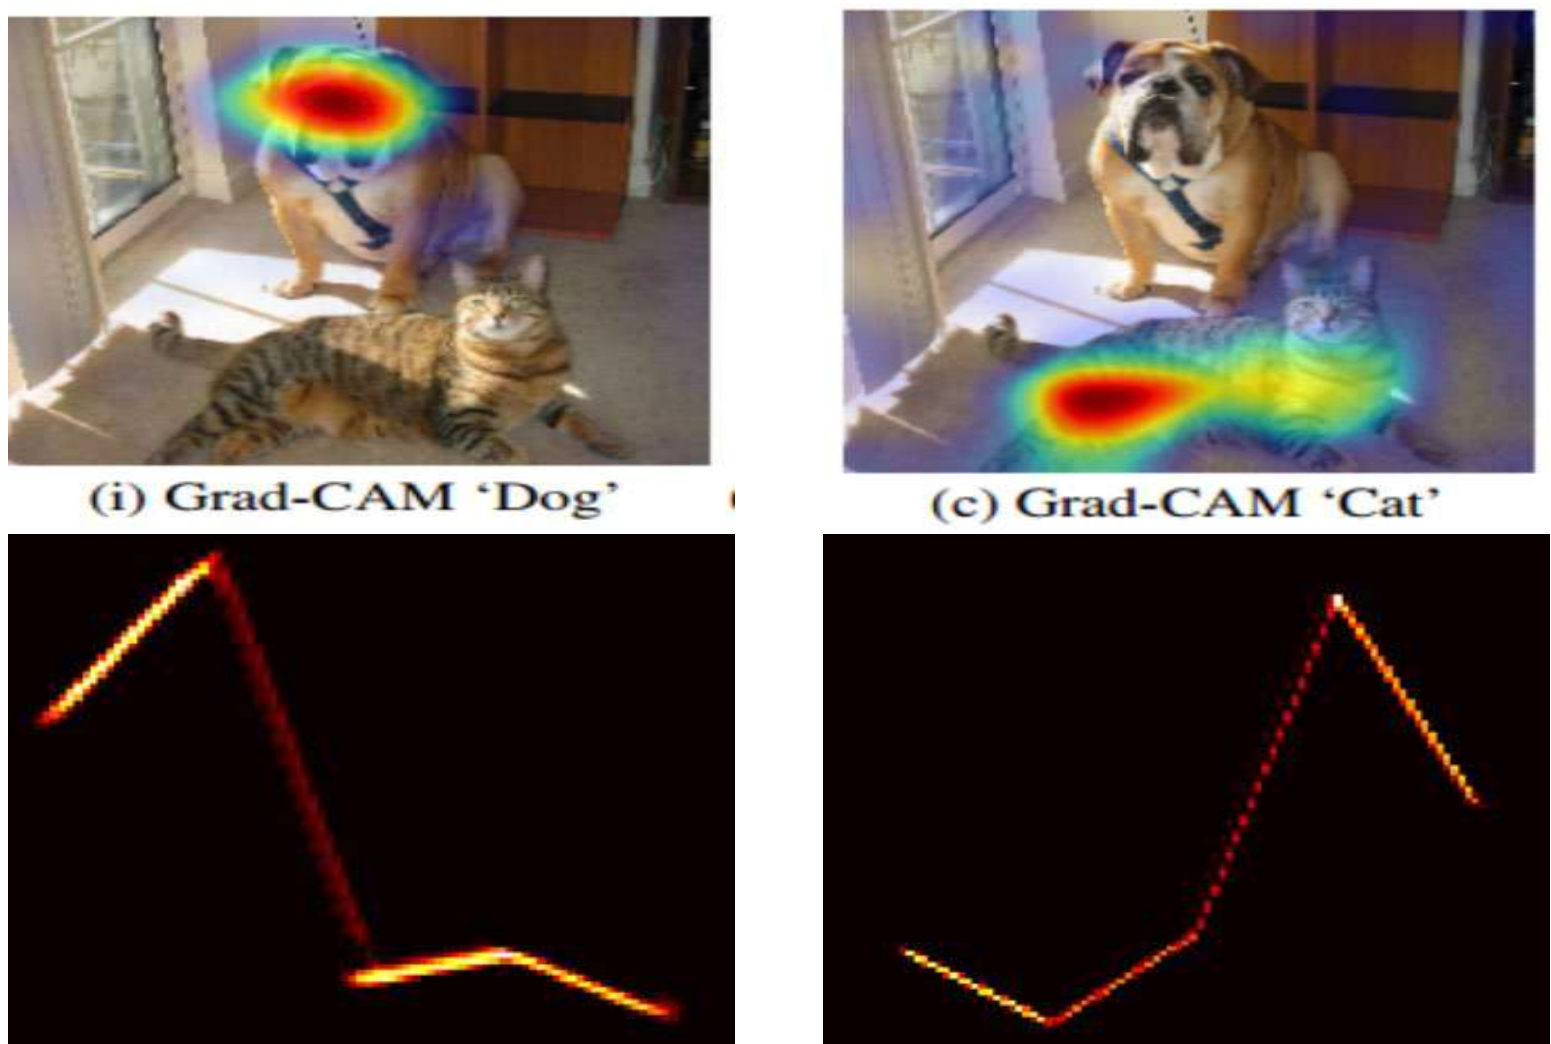 (i) Grad-CAM ‘Dog’
(c) Grad-CAM ‘Cat’